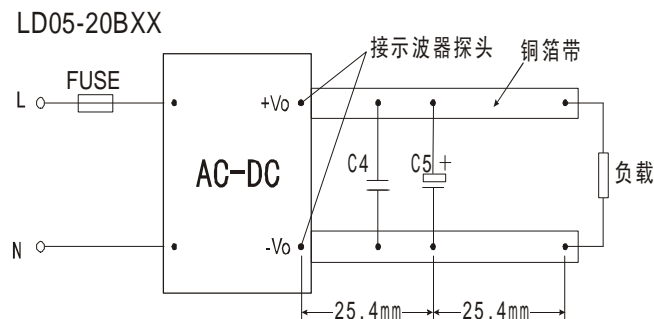 LD05-20BXX
接示波器探头
铜箔带
FUSE
L
+Vo
C4
C5
+
AC-DC
负载
N
-Vo
25.4mm
25.4mm